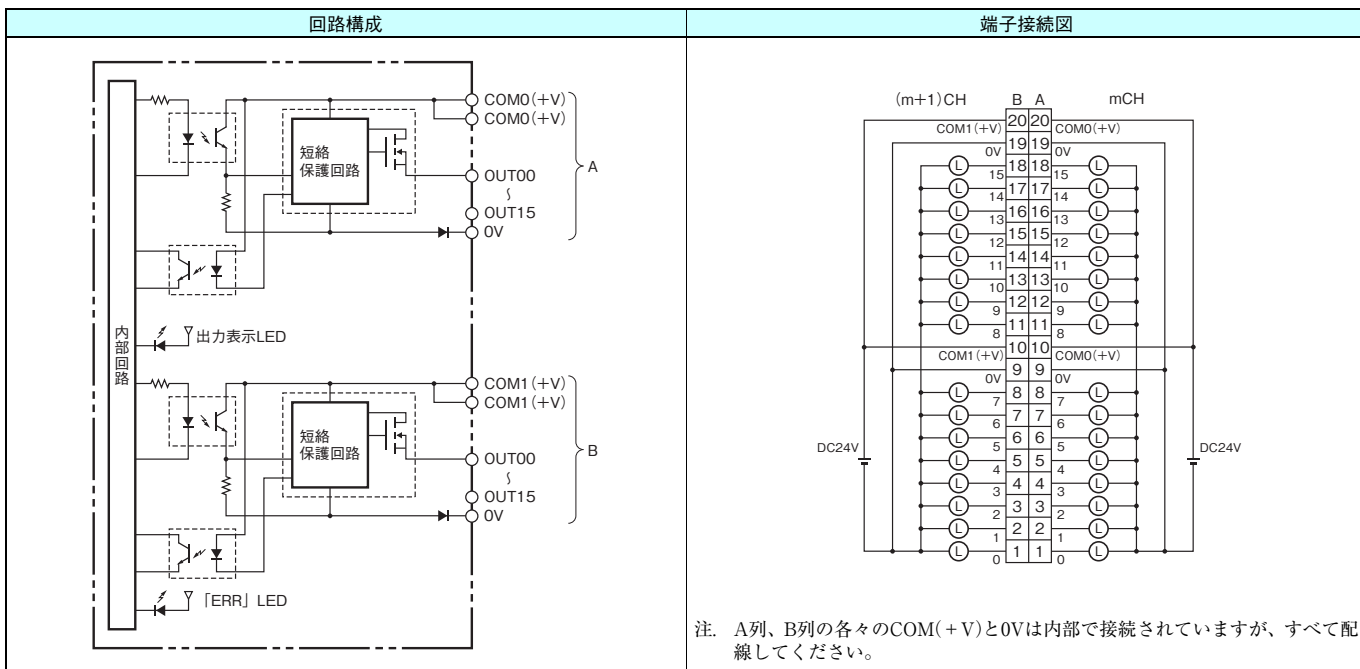 回路構成
端子接続図
COM0(+V)
COM0(+V)
短絡
保護回路
OUT00
～
OUT15
0V
A
内部回路
出力表示LED
COM1(+V)
COM1(+V)
短絡
保護回路
OUT00
～
OUT15
0V
B
「ERR」LED
(m+1)CH B A mCH
COM1(+V) 20 20 COM0(+V)
0V 19 19 0V
L 15 18 18 15 L
L 14 17 17 14 L
L 13 16 16 13 L
L 12 15 15 12 L
L 11 14 14 11 L
L 10 13 13 10 L
L 9 12 12 9 L
L 8 11 11 8 L
COM1(+V) 10 10 COM0(+V)
0V 9 9 0V
L 7 8 8 7 L
L 6 7 7 6 L
L 5 6 6 5 L
DC24V L 4 5 5 4 L DC24V
L 3 4 4 3 L
L 2 3 3 2 L
L 1 2 2 1 L
L 0 1 1 0 L
注. A列、B列の各々のCOM(+V)と0Vは内部で接続されていますが、すべて配
線してください。